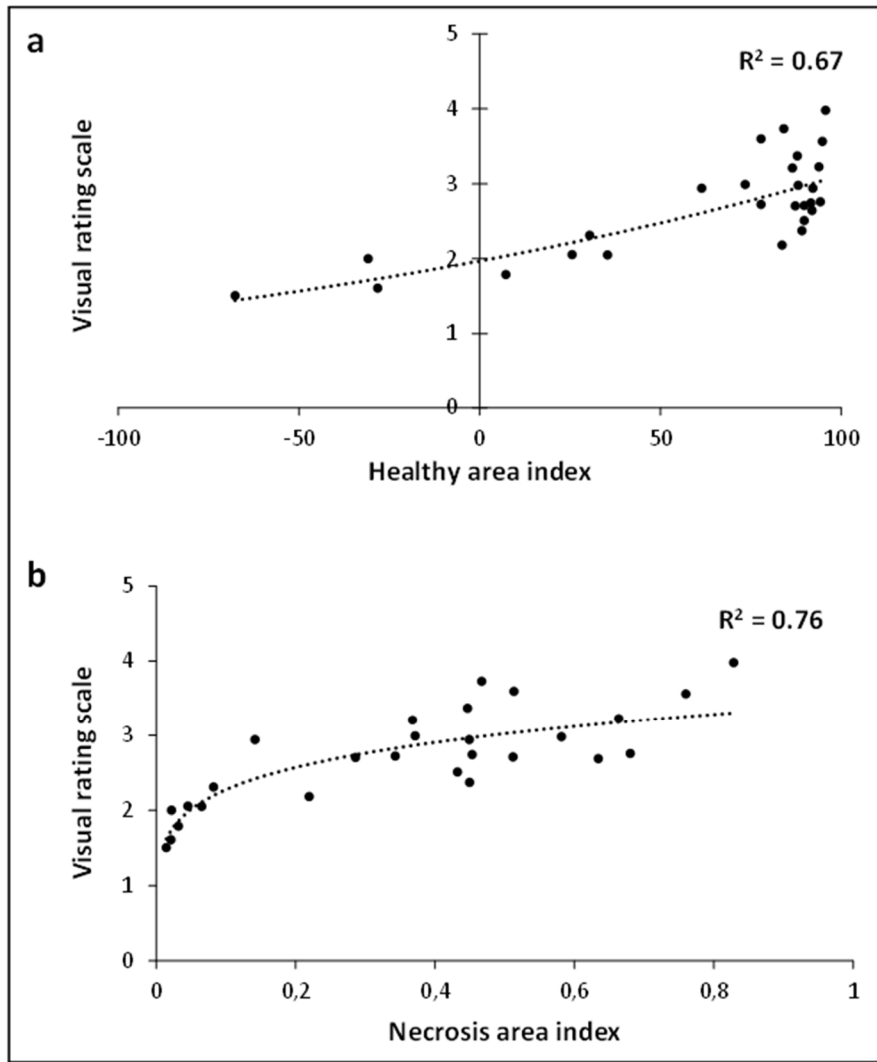 a
R² = 0.67
Visual rating scale
5
4
3
2
1
0
-100
-50
0
50
100
Healthy area index
b
R² = 0.76
Visual rating scale
5
4
3
2
1
0
0
0,2
0,4
0,6
0,8
1
Necrosis area index